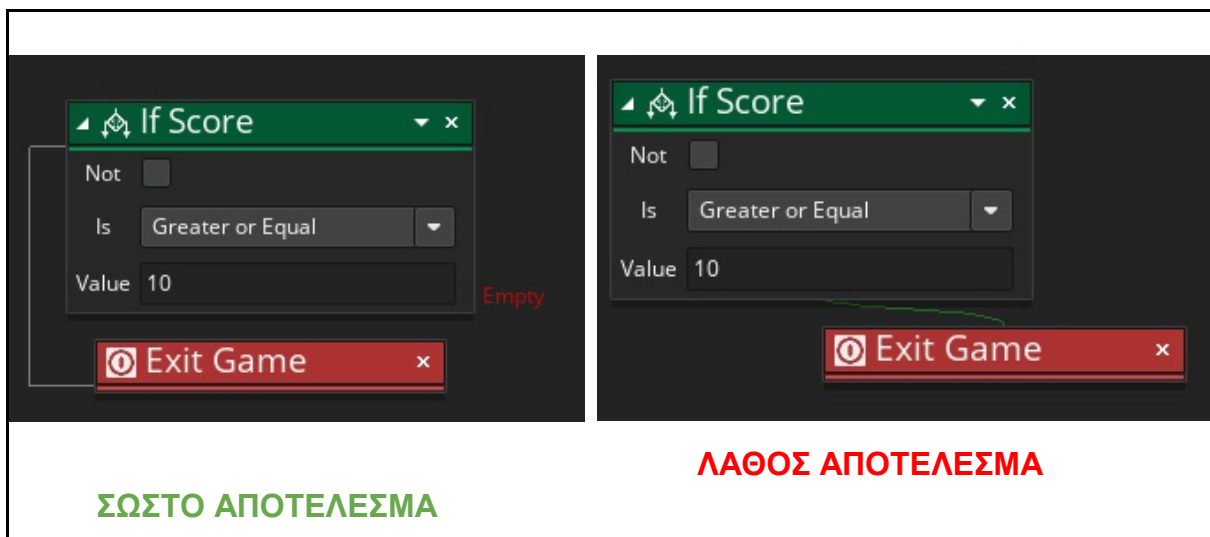 If Score
Not
Is Greater or Equal
Value 10
Empty
Exit Game
If Score
Not
Is Greater or Equal
Value 10
Exit Game
ΛΑΘΟΣ ΑΠΟΤΕΛΕΣΜΑ
ΣΩΣΤΟ ΑΠΟΤΕΛΕΣΜΑ